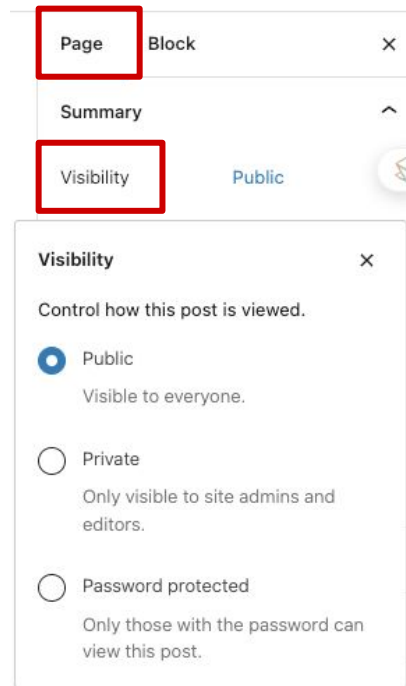 Page Block ×
Summary
Visibility Public
Visibility ×
Control how this post is viewed.
Public
Visible to everyone.
Private
Only visible to site admins and
editors.
Password protected
Only those with the password can
view this post.